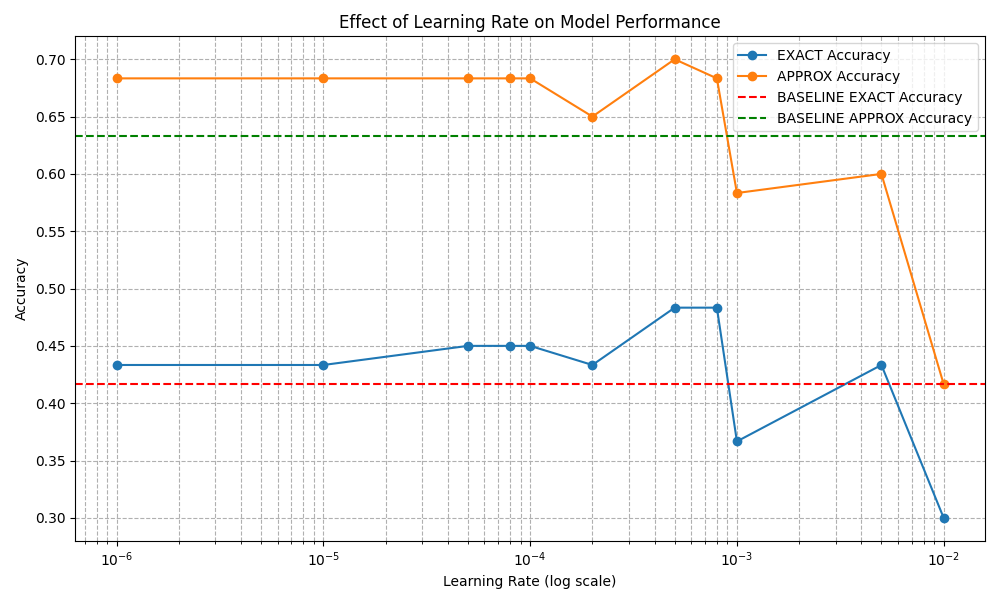 Effect of Learning Rate on Model Performance
EXACT Accuracy
APPROX Accuracy
BASELINE EXACT Accuracy
BASELINE APPROX Accuracy
Accuracy
0.70
0.65
0.60
0.55
0.50
0.45
0.40
0.35
0.30
10⁻⁶ 10⁻⁵ 10⁻⁴ 10⁻³ 10⁻²
Learning Rate (log scale)